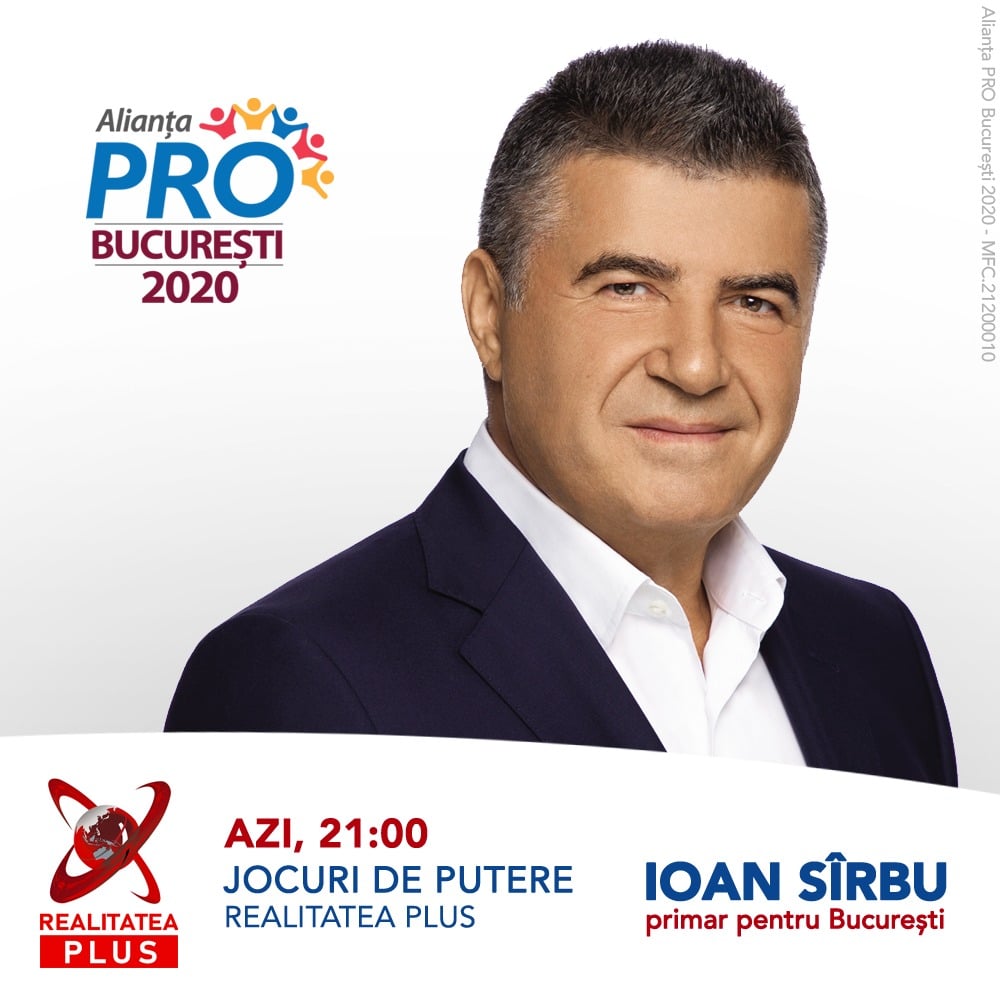 Alianța
PRO
BUCUREȘTI
2020
Alianța PRO București 2020 - MFC.21200010
REALITATEA
PLUS
AZI, 21:00
JOCURI DE PUTERE
REALITATEA PLUS
IOAN SÎRBU
primar pentru București